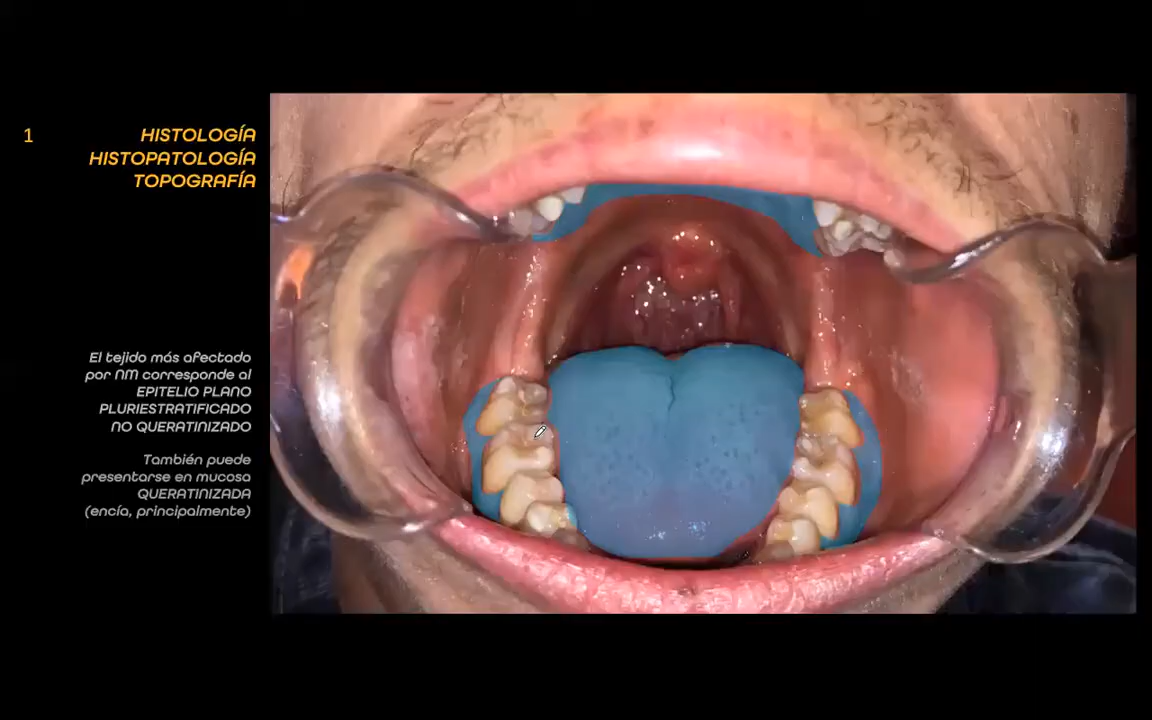 1
HISTOLOGÍA
HISTOPATOLOGÍA
TOPOGRAFÍA
El tejido más afectado
por NM corresponde al
EPITELIO PLANO
PLURIESTRATIFICADO
NO QUERATINIZADO
También puede
presentarse en mucosa
QUERATINIZADA
(encía, principalmente)